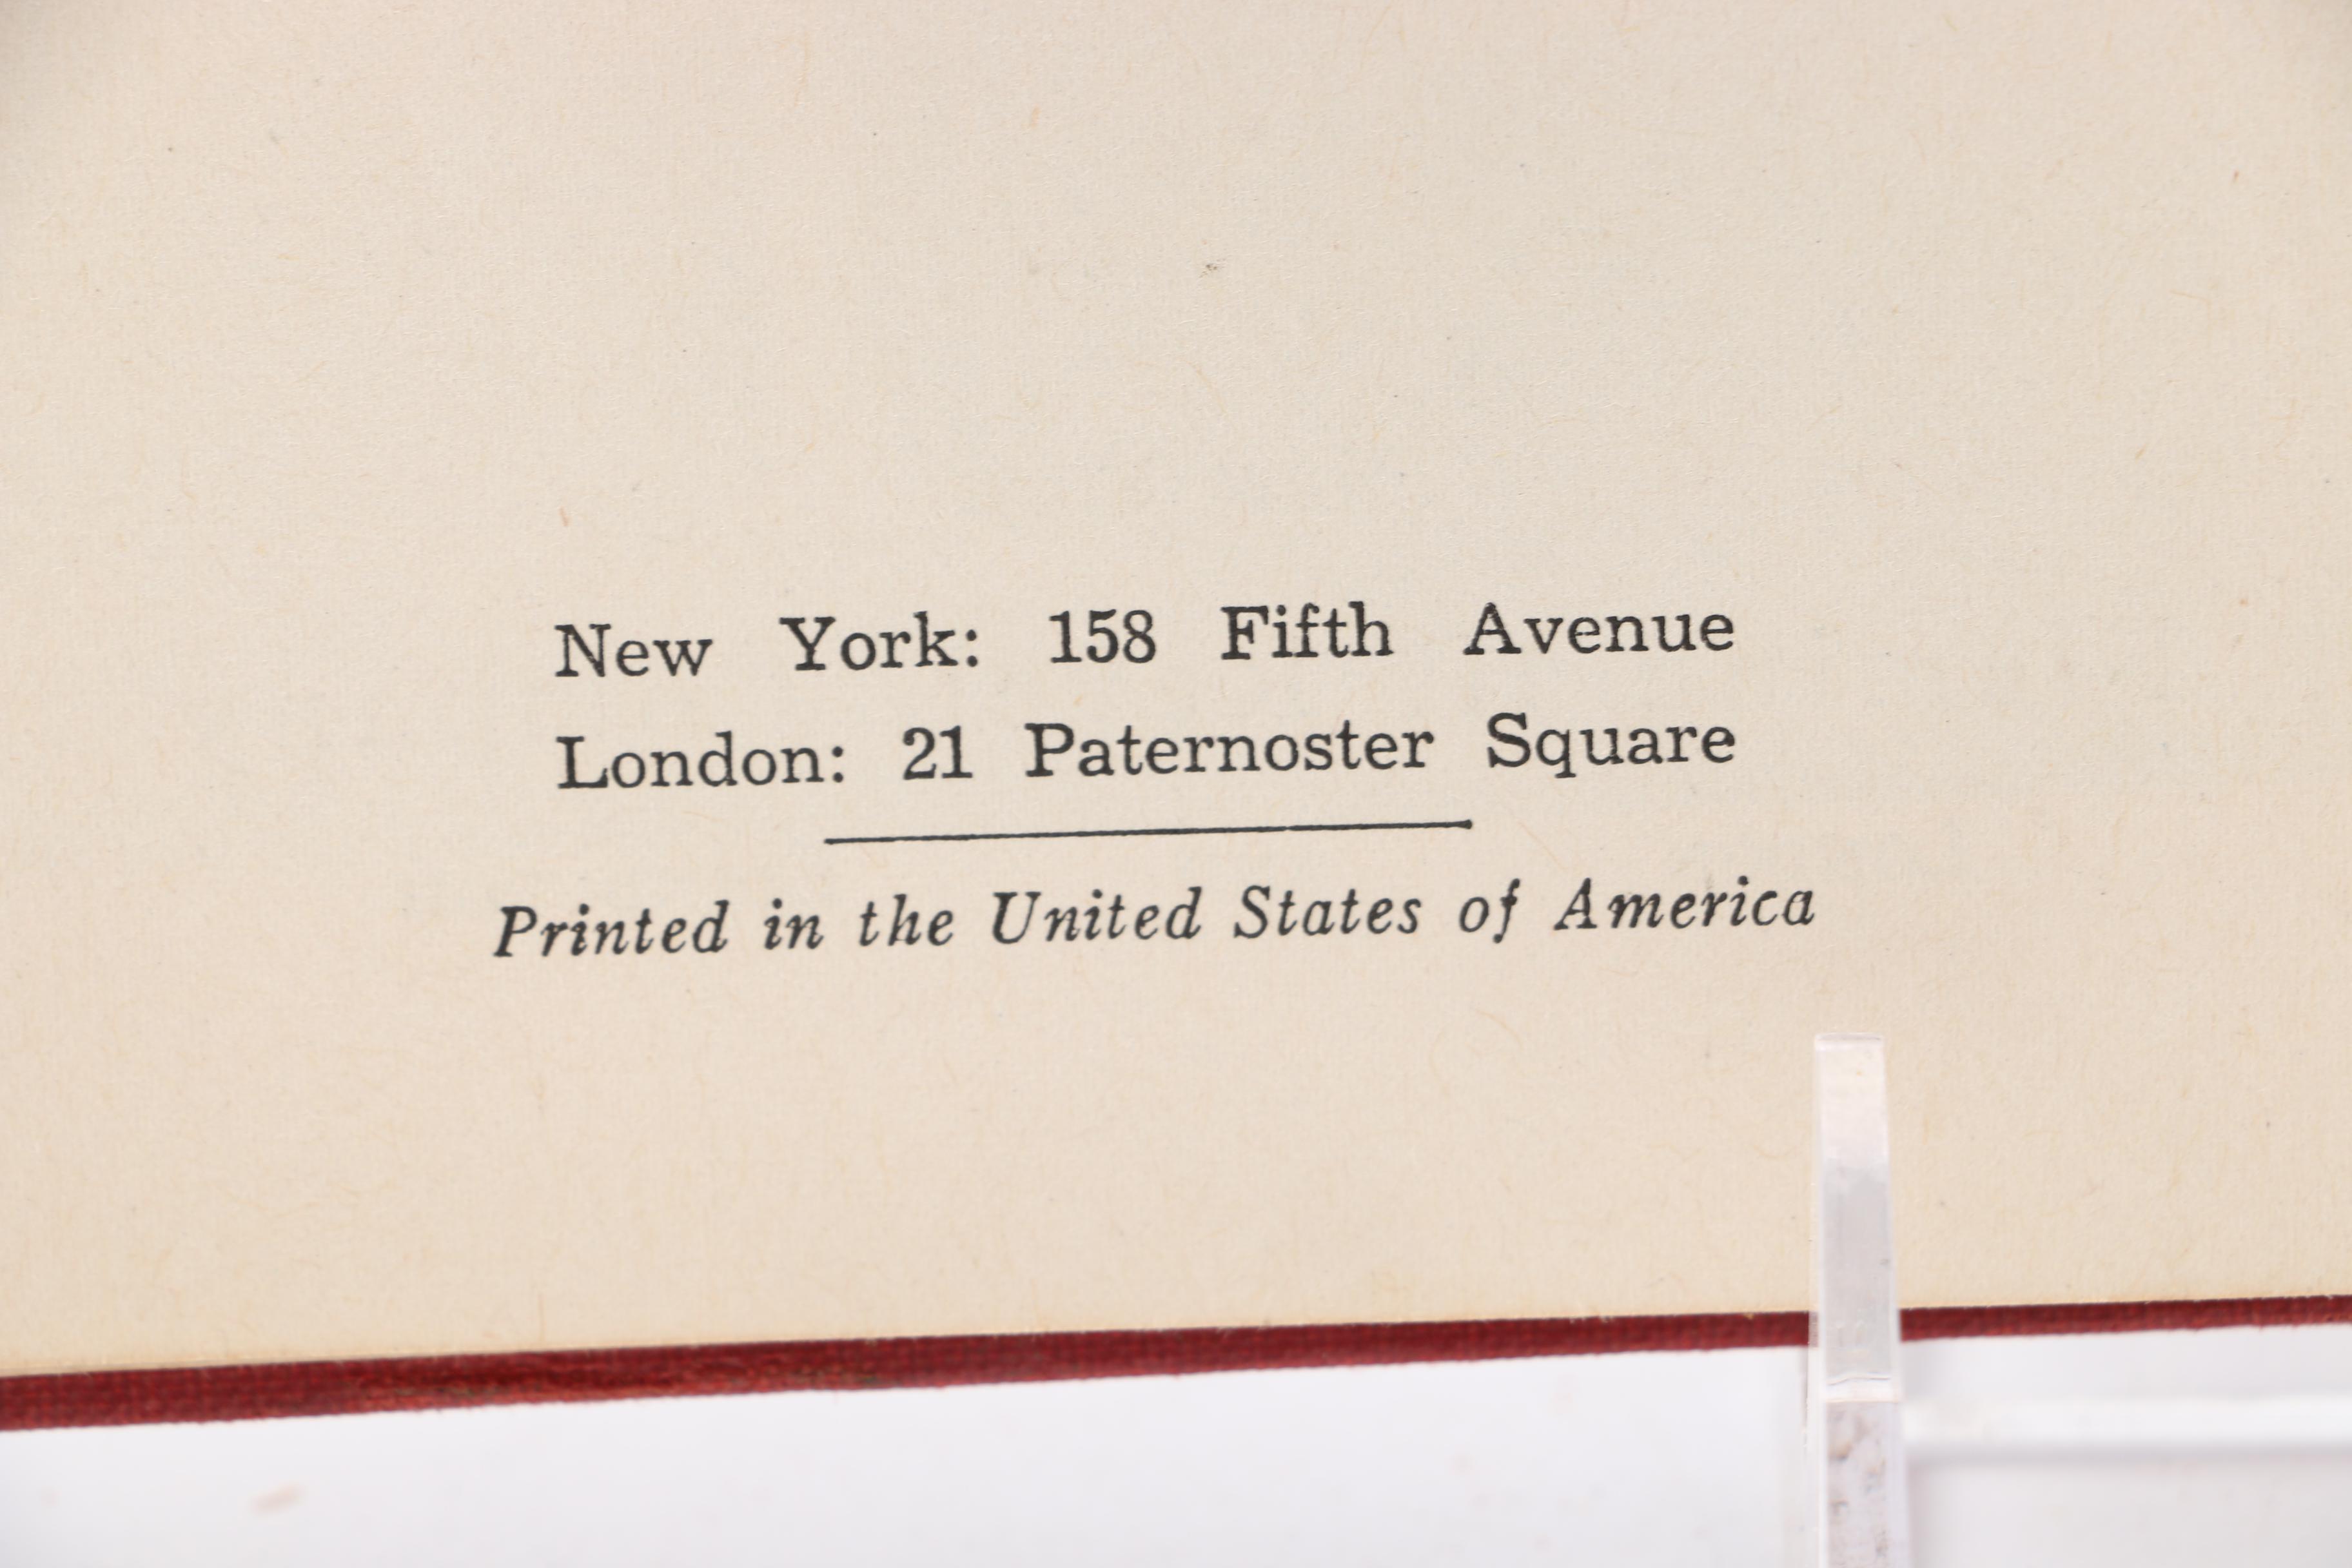 New York: 158 Fifth Avenue
London: 21 Paternoster Square
Printed in the United States of America